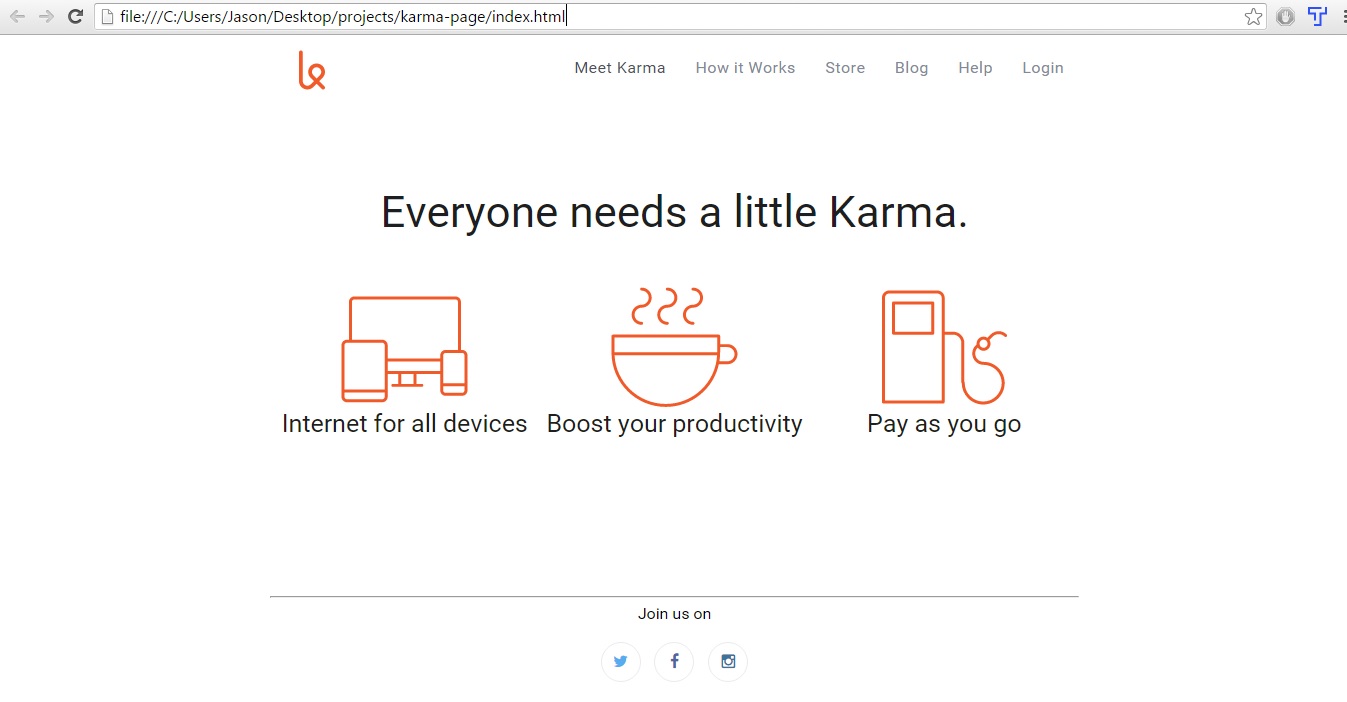 file:///C:/Users/Jason/Desktop/projects/karma-page/index.html
Meet Karma How it Works Store Blog Help Login
Everyone needs a little Karma.
Internet for all devices Boost your productivity Pay as you go
Join us on